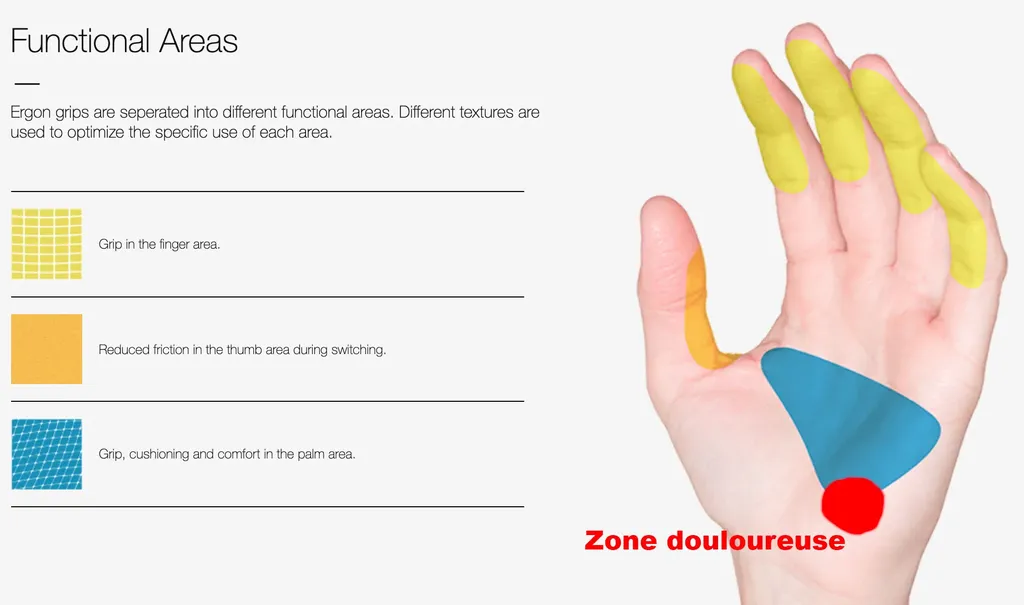 Functional Areas
Ergon grips are seperated into different functional areas. Different textures are
used to optimize the specific use of each area.
Grip in the finger area.
Reduced friction in the thumb area during switching.
Grip, cushioning and comfort in the palm area.
Zone douloureuse